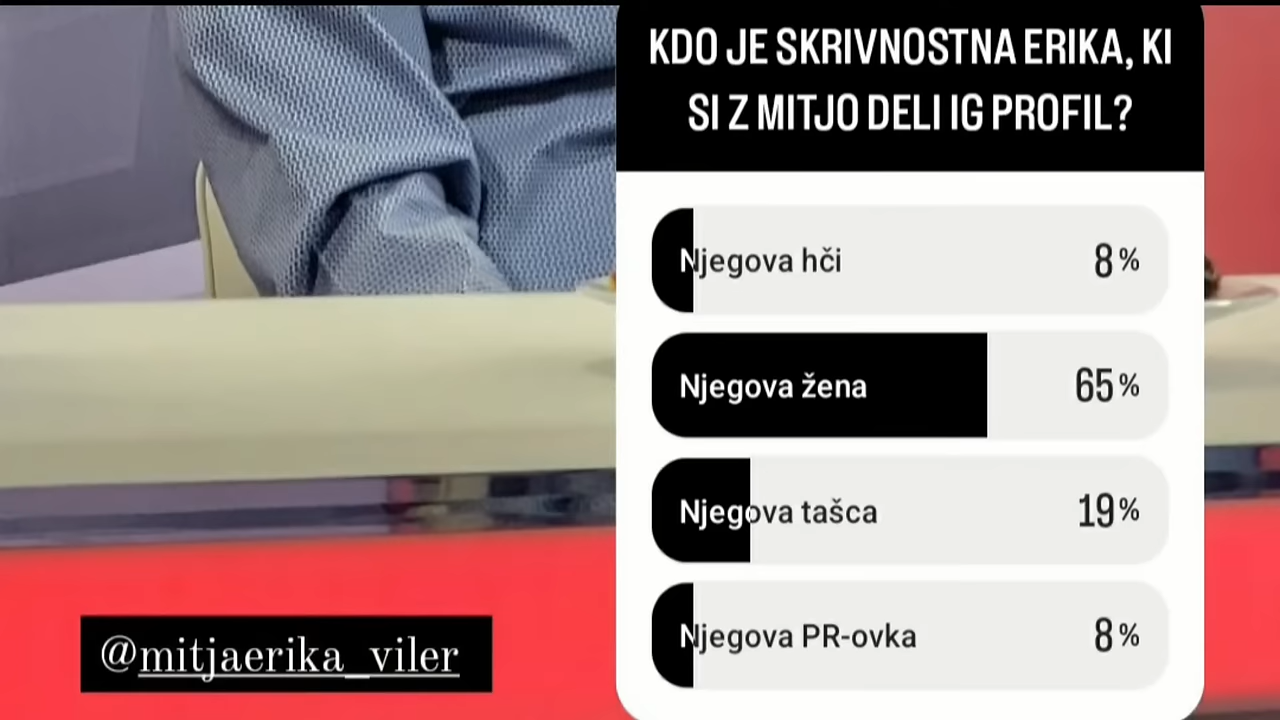 KDO JE SKRIVNOSTNA ERIKA, KI
SI Z MITJO DELI IG PROFIL?
Njegova hči 8%
Njegova žena 65%
Njegova tašca 19%
Njegova PR-ovka 8%
@mitjaerika_viler